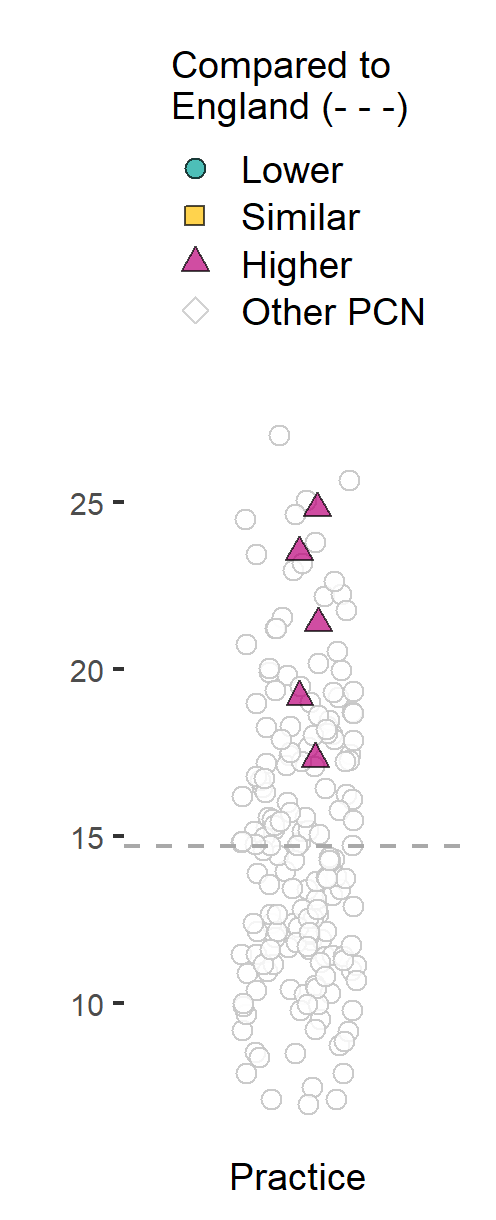 Compared to
England (- - -)
Lower
Similar
Higher
Other PCN
25
20
15
10
Practice